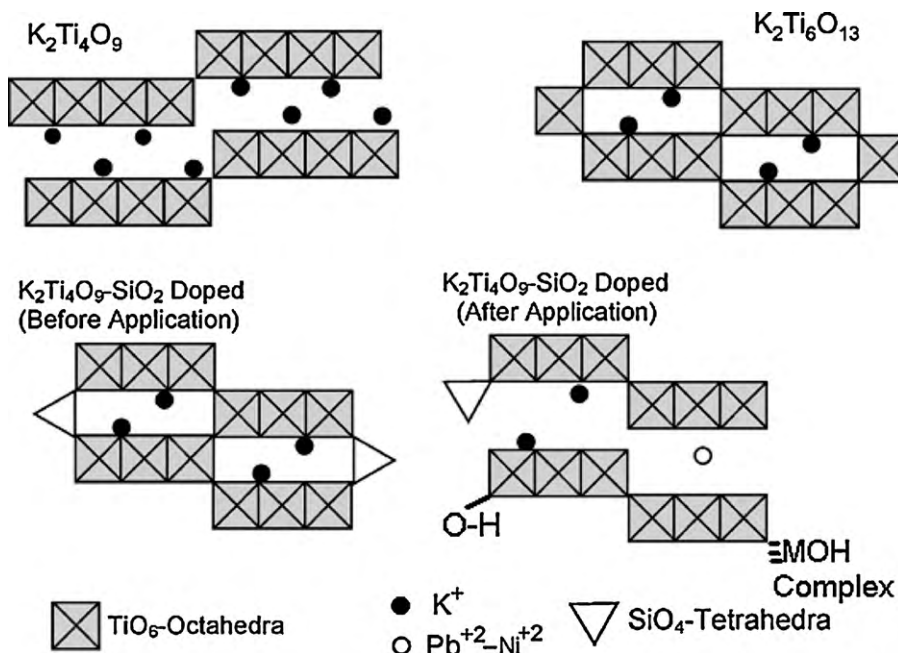 K₂Ti₄O₉
K₂Ti₆O₁₃
K₂Ti₄O₉-SiO₂ Doped
(Before Application)
K₂Ti₄O₉-SiO₂ Doped
(After Application)
O-H
≡MOH
Complex
TiO₆-Octahedra
K⁺
Pb⁺²–Ni⁺²
SiO₄-Tetrahedra